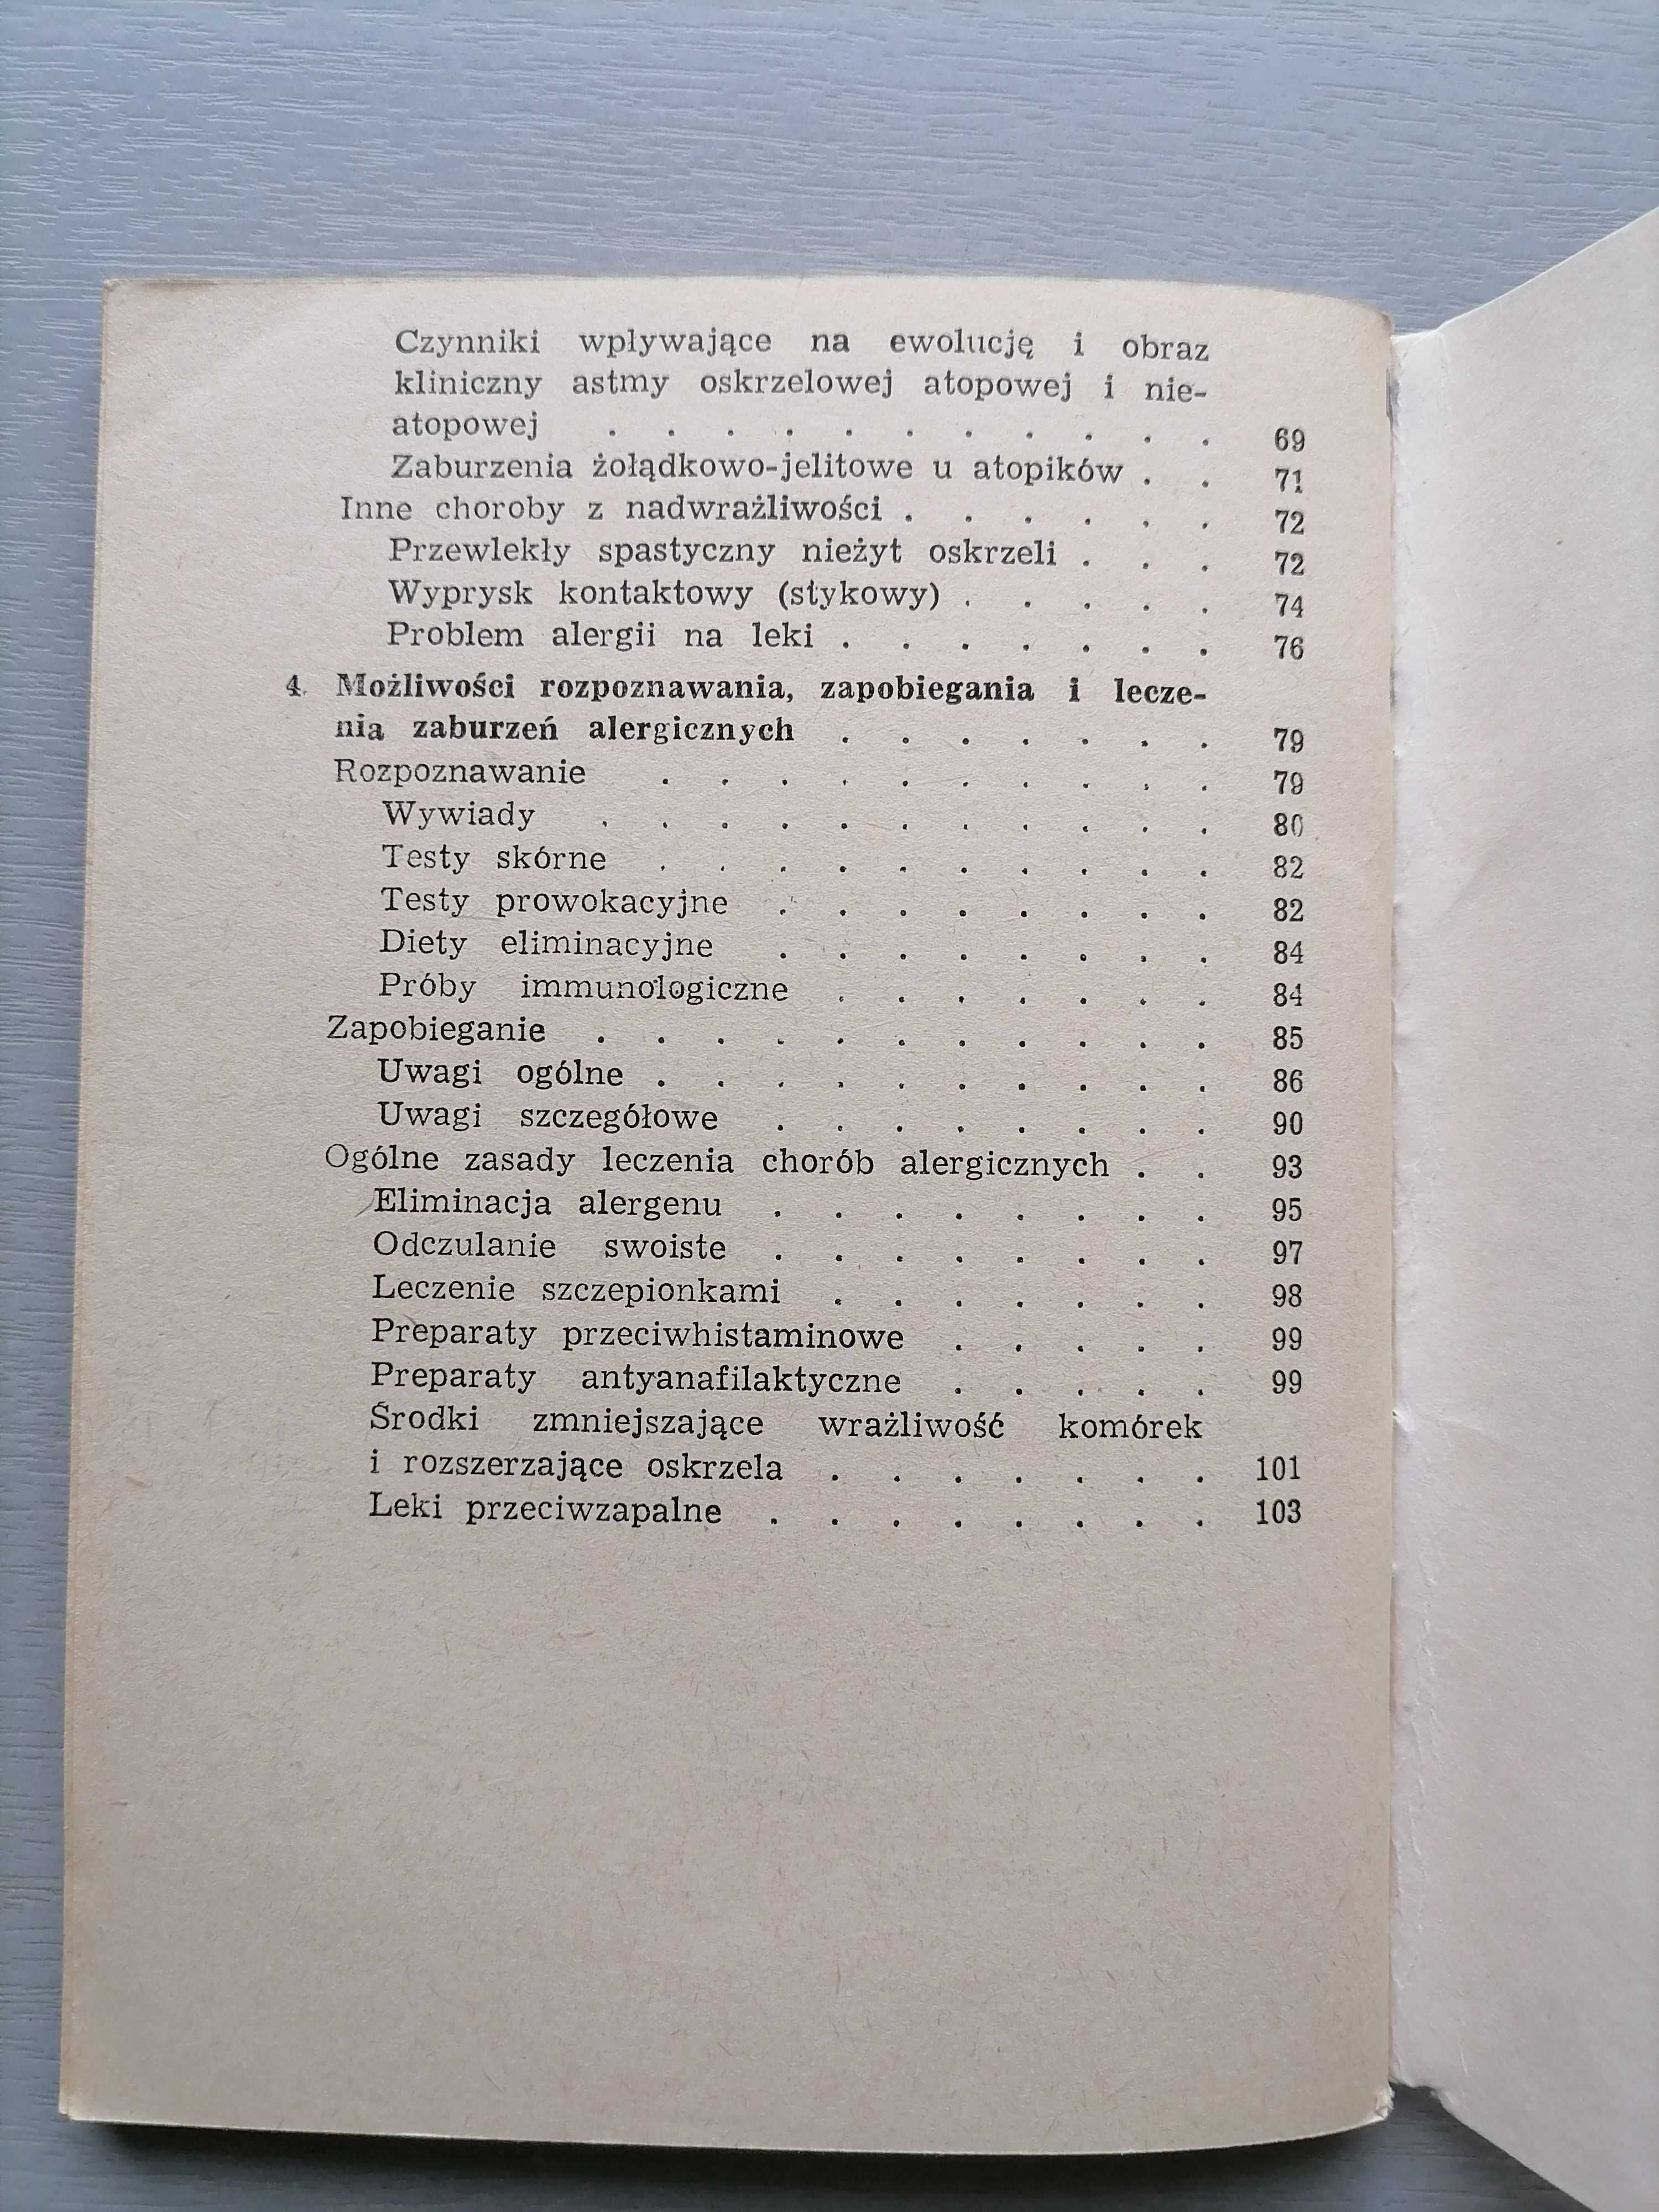 Czynniki wpływające na ewolucję i obraz
kliniczny astmy oskrzelowej atopowej i nie-
atopowej . . . . . . . . . . . 69
Zaburzenia żołądkowo-jelitowe u atopików . . 71
Inne choroby z nadwrażliwości . . . . . . 72
Przewlekły spastyczny nieżyt oskrzeli . . . 72
Wyprysk kontaktowy (stykowy) . . . . . 74
Problem alergii na leki . . . . . . . 76
4. Możliwości rozpoznawania, zapobiegania i lecze-
nia zaburzeń alergicznych . . . . . . . 79
Rozpoznawanie . . . . . . . . . . 79
Wywiady . . . . . . . . . . . 80
Testy skórne . . . . . . . . . . 82
Testy prowokacyjne . . . . . . . . 82
Diety eliminacyjne . . . . . . . . 84
Próby immunologiczne . . . . . . . 84
Zapobieganie . . . . . . . . . . . 85
Uwagi ogólne . . . . . . . . . . 86
Uwagi szczegółowe . . . . . . . . 90
Ogólne zasady leczenia chorób alergicznych . . 93
Eliminacja alergenu . . . . . . . . 95
Odczulanie swoiste . . . . . . . . 97
Leczenie szczepionkami . . . . . . . 98
Preparaty przeciwhistaminowe . . . . . 99
Preparaty antyanafilaktyczne . . . . . 99
Środki zmniejszające wrażliwość komórek
i rozszerzające oskrzela . . . . . . . 101
Leki przeciwzapalne . . . . . . . . 103